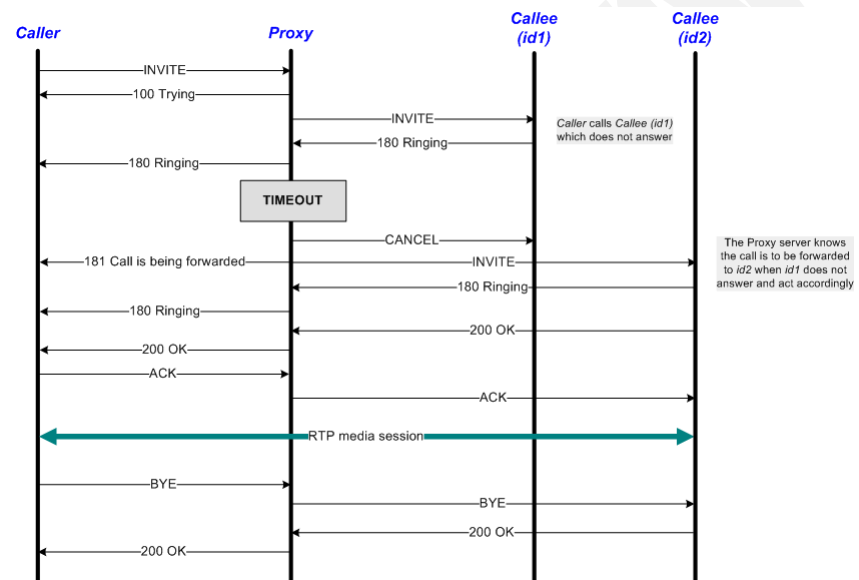 Caller
Proxy
Callee
(id1)
Callee
(id2)
INVITE
100 Trying
INVITE
Caller calls Callee (id1)
which does not answer
180 Ringing
180 Ringing
TIMEOUT
CANCEL
The Proxy server knows
the call is to be forwarded
to id2 when id1 does not
answer and act accordingly
181 Call is being forwarded
INVITE
180 Ringing
180 Ringing
200 OK
200 OK
ACK
ACK
RTP media session
BYE
BYE
200 OK
200 OK